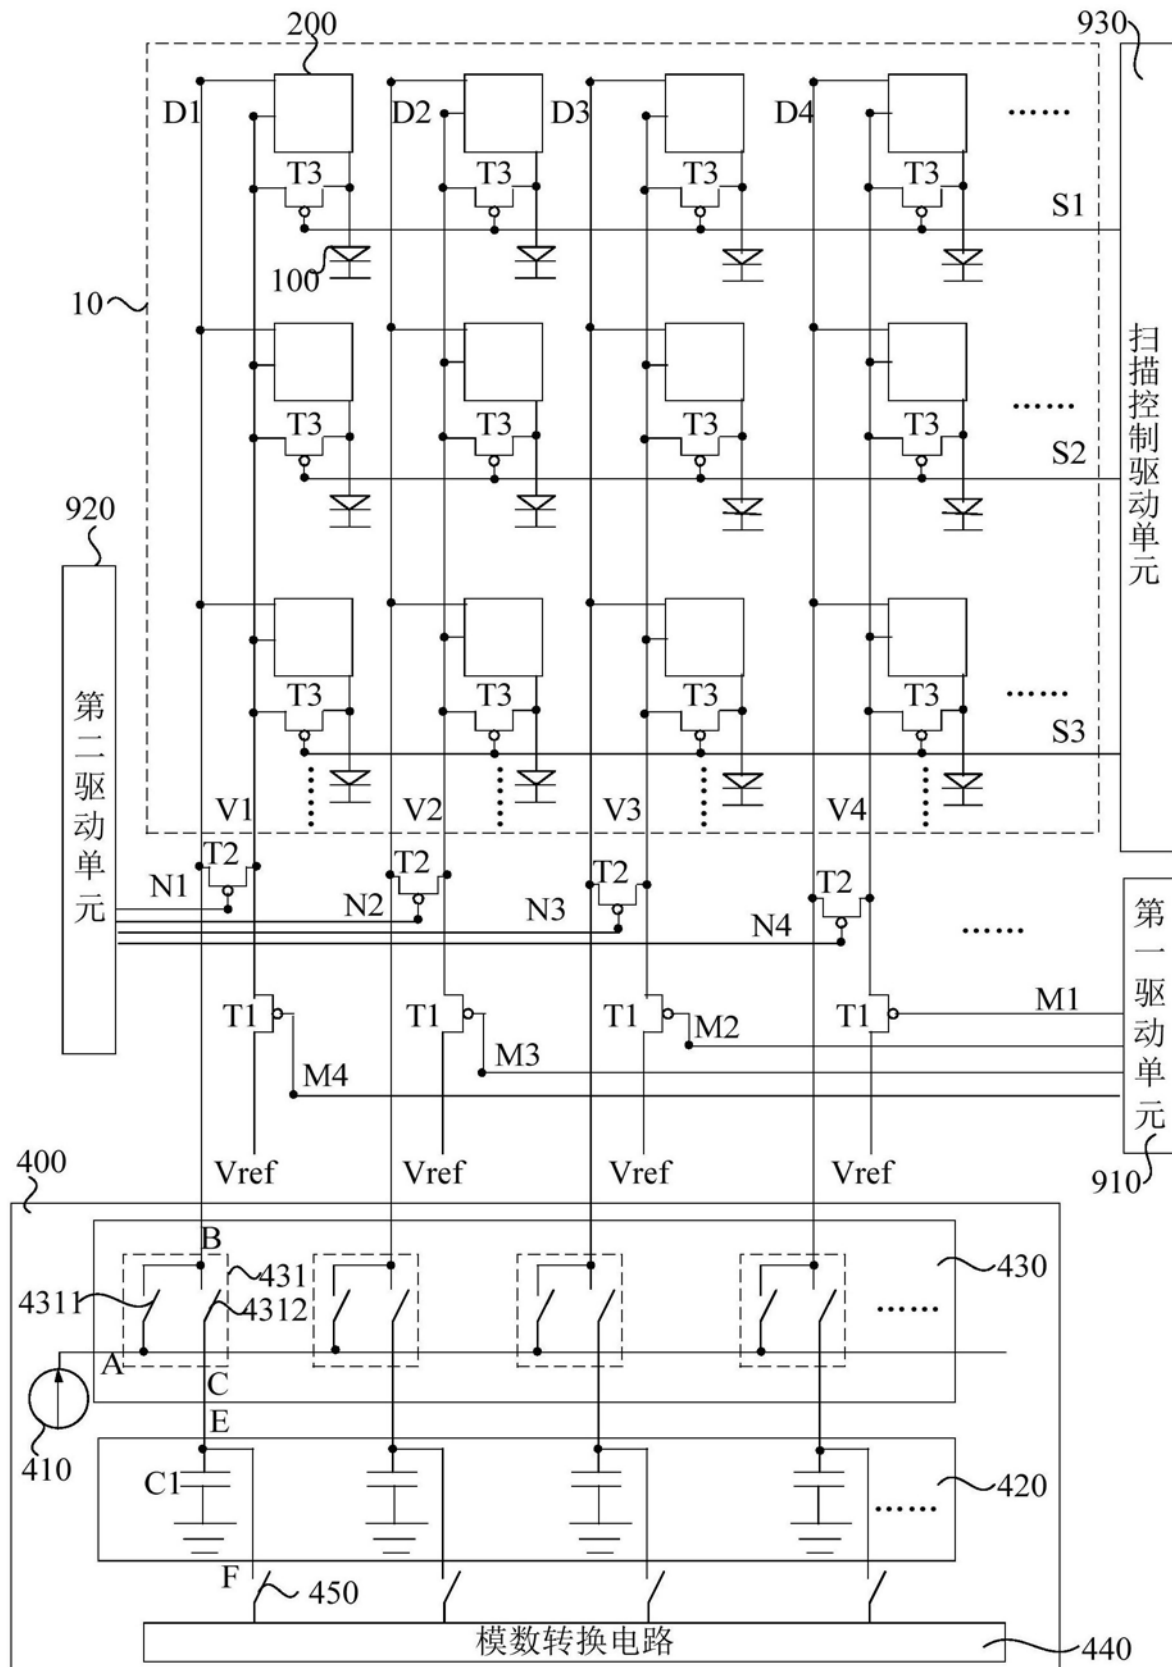 200
930
D1
D2
D3
D4
……
T3 T3 T3 T3
S1
100
10
扫描控制驱动单元
……
T3 T3 T3 T3
S2
920
第二驱动单元
……
T3 T3 T3 T3
S3
V1 V2 V3 V4
T2 T2 T2 T2
N1 N2 N3 N4
……
第一驱动单元
T1 T1 T1 T1
M1
M2
M3
M4
Vref Vref Vref Vref
910
400
B
431
430
4311
4312
……
A
C
E
410
C1
420
……
F
450
模数转换电路
440